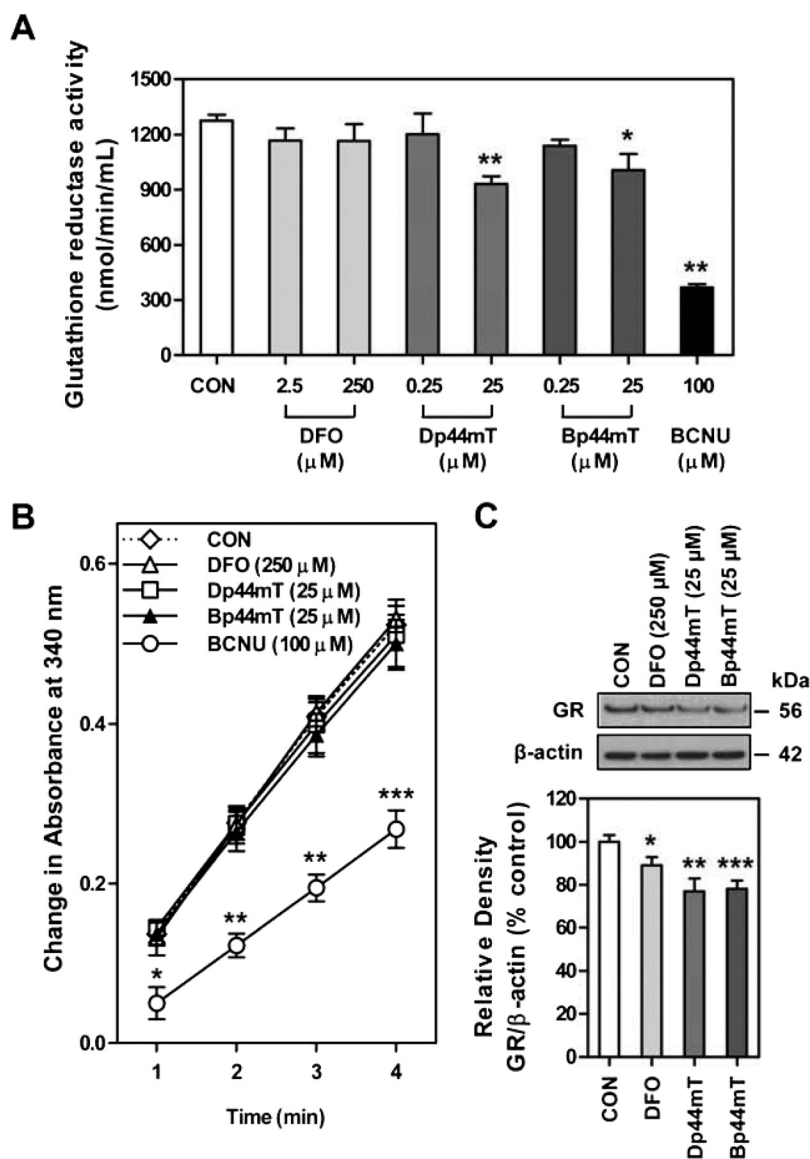 A
Glutathione reductase activity
(nmol/min/mL)
1500
1200
900
600
300
0
** * **
CON 2.5 250 0.25 25 0.25 25 100
DFO Dp44mT Bp44mT BCNU
(μM) (μM) (μM) (μM)
B
Change in Absorbance at 340 nm
0.6
0.4
0.2
0.0
CON
DFO (250 μM)
Dp44mT (25 μM)
Bp44mT (25 μM)
BCNU (100 μM)
* ** ** ***
1 2 3 4
Time (min)
C
CON
DFO (250 μM)
Dp44mT (25 μM)
Bp44mT (25 μM)
kDa
GR 56
β-actin 42
Relative Density
GR/β-actin (% control)
120
100
80
60
40
20
0
* ** ***
CON
DFO
Dp44mT
Bp44mT